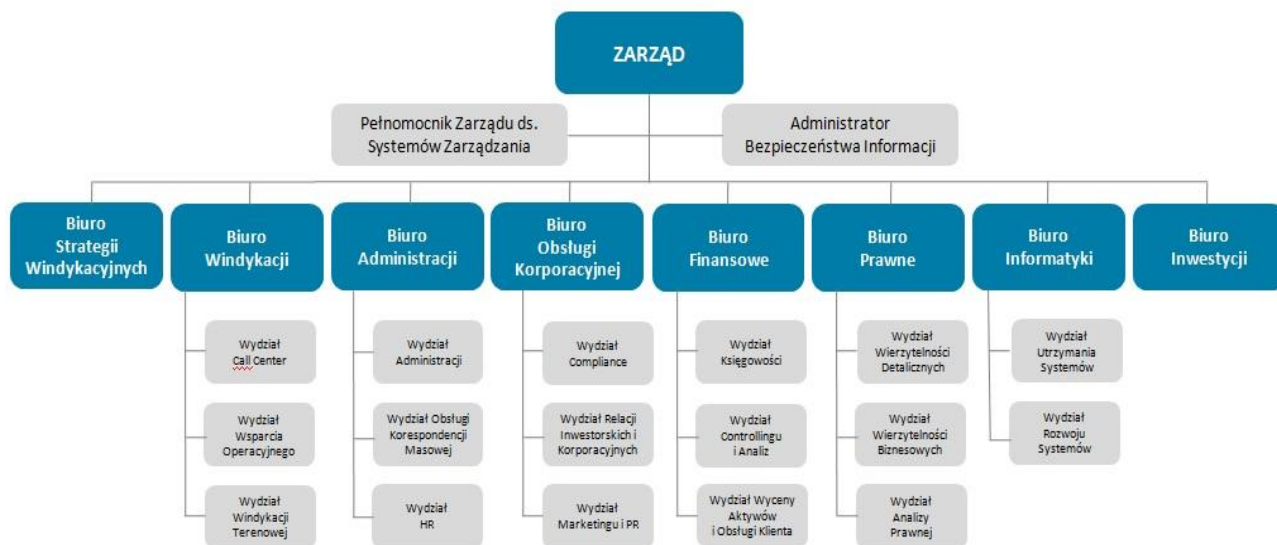 ZARZĄD
Pełnomocnik Zarządu ds.
Systemów Zarządzania
Administrator
Bezpieczeństwa Informacji
Biuro
Strategii
Windykacyjnych
Biuro
Windykacji
Biuro
Administracji
Biuro
Obsługi
Korporacyjnej
Biuro
Finansowe
Biuro
Prawne
Biuro
Informatyki
Biuro
Inwestycji
Wydział
Call Center
Wydział
Administracji
Wydział
Compliance
Wydział
Księgowości
Wydział
Wierzytelności
Detalicznych
Wydział
Utrzymania
Systemów
Wydział
Wsparcia
Operacyjnego
Wydział Obsługi
Korespondencji
Masowej
Wydział Relacji
Inwestorskich i
Korporacyjnych
Wydział
Controllingu
i Analiz
Wydział
Wierzytelności
Biznesowych
Wydział
Rozwoju
Systemów
Wydział
Windykacji
Terenowej
Wydział
HR
Wydział
Marketingu i PR
Wydział Wyceny
Aktywów
i Obsługi Klienta
Wydział
Analizy
Prawnej